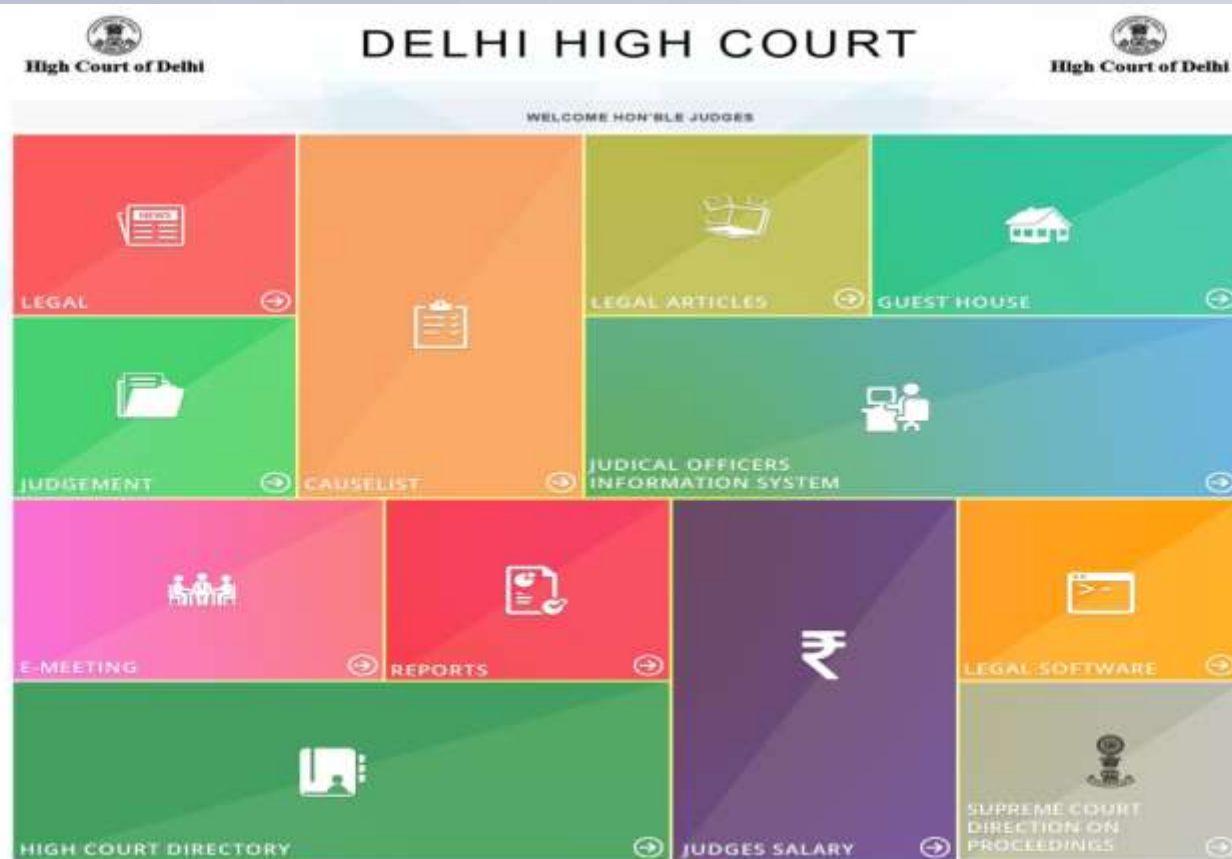 High Court of Delhi
DELHI HIGH COURT
High Court of Delhi
WELCOME HON'BLE JUDGES
NEWS
LEGAL
LEGAL ARTICLES
GUEST HOUSE
JUDGEMENT
CAUSELIST
JUDICAL OFFICERS
INFORMATION SYSTEM
E-MEETING
REPORTS
₹
LEGAL SOFTWARE
HIGH COURT DIRECTORY
JUDGES SALARY
SUPREME COURT
DIRECTION ON
PROCEEDINGS